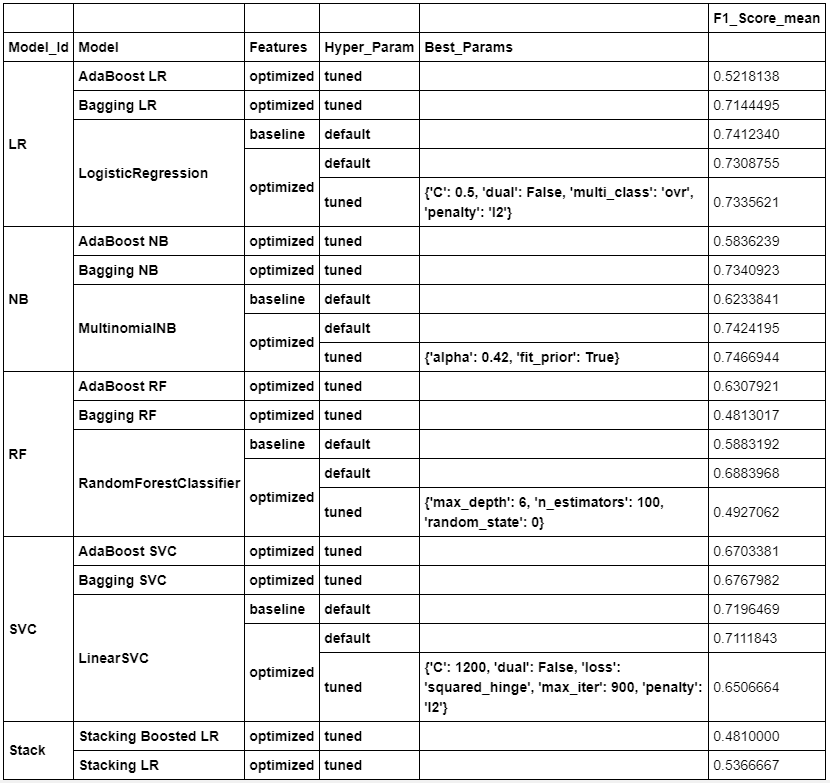 F1_Score_mean
Model_Id Model Features Hyper_Param Best_Params
LR AdaBoost LR optimized tuned 0.5218138
Bagging LR optimized tuned 0.7144495
LogisticRegression baseline default 0.7412340
optimized default 0.7308755
tuned {'C': 0.5, 'dual': False, 'multi_class': 'ovr',
'penalty': 'l2'} 0.7335621
NB AdaBoost NB optimized tuned 0.5836239
Bagging NB optimized tuned 0.7340923
MultinomialNB baseline default 0.6233841
optimized default 0.7424195
tuned {'alpha': 0.42, 'fit_prior': True} 0.7466944
RF AdaBoost RF optimized tuned 0.6307921
Bagging RF optimized tuned 0.4813017
RandomForestClassifier baseline default 0.5883192
optimized default 0.6883968
tuned {'max_depth': 6, 'n_estimators': 100,
'random_state': 0} 0.4927062
SVC AdaBoost SVC optimized tuned 0.6703381
Bagging SVC optimized tuned 0.6767982
LinearSVC baseline default 0.7196469
optimized default 0.7111843
tuned {'C': 1200, 'dual': False, 'loss':
'squared_hinge', 'max_iter': 900, 'penalty':
'l2'} 0.6506664
Stack Stacking Boosted LR optimized tuned 0.4810000
Stacking LR optimized tuned 0.5366667